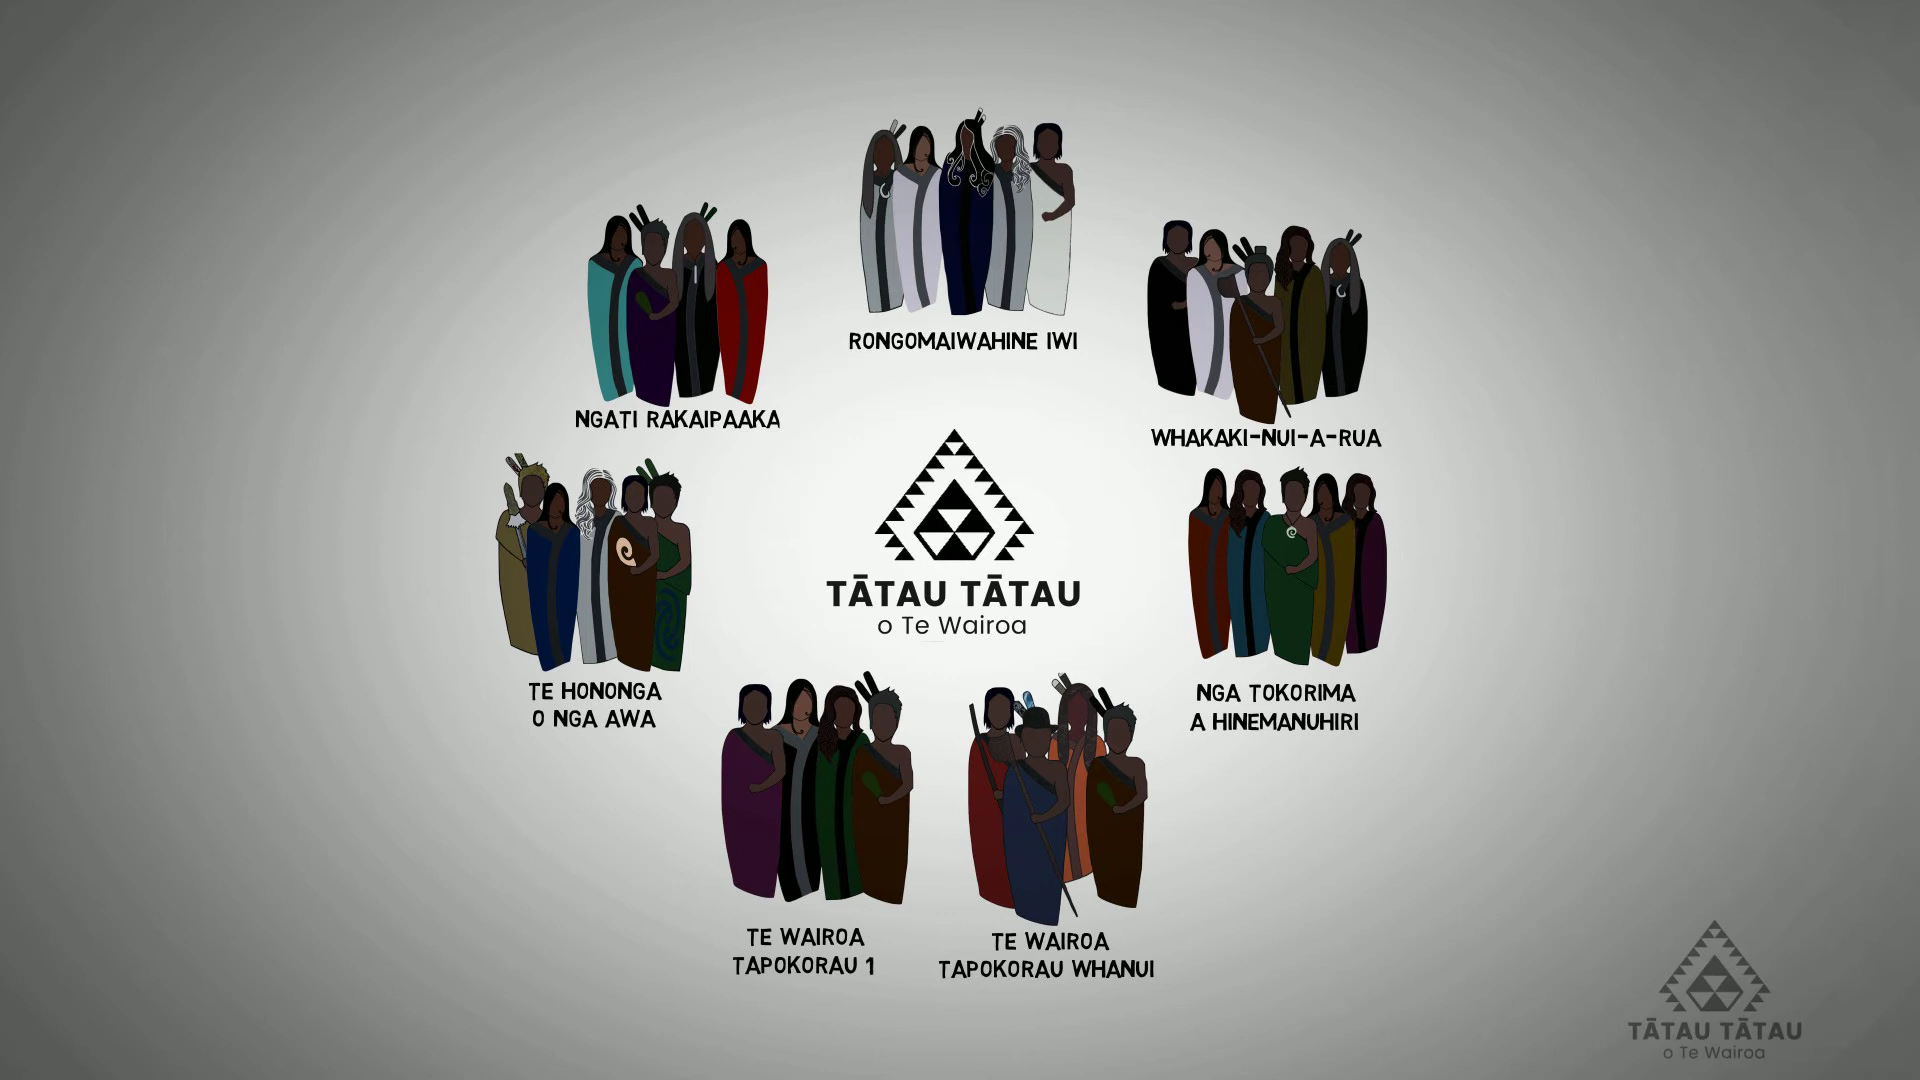 RONGOMAIWAHINE IWI
NGATI RAKAIPAAKA
WHAKAKI-NUI-A-RUA
TĀTAU TĀTAU
o Te Wairoa
TE HONONGA
O NGA AWA
NGA TOKORIMA
A HINEMANUHIRI
TE WAIROA
TAPOKORAU 1
TE WAIROA
TAPOKORAU WHANUI
TĀTAU TĀTAU
o Te Wairoa